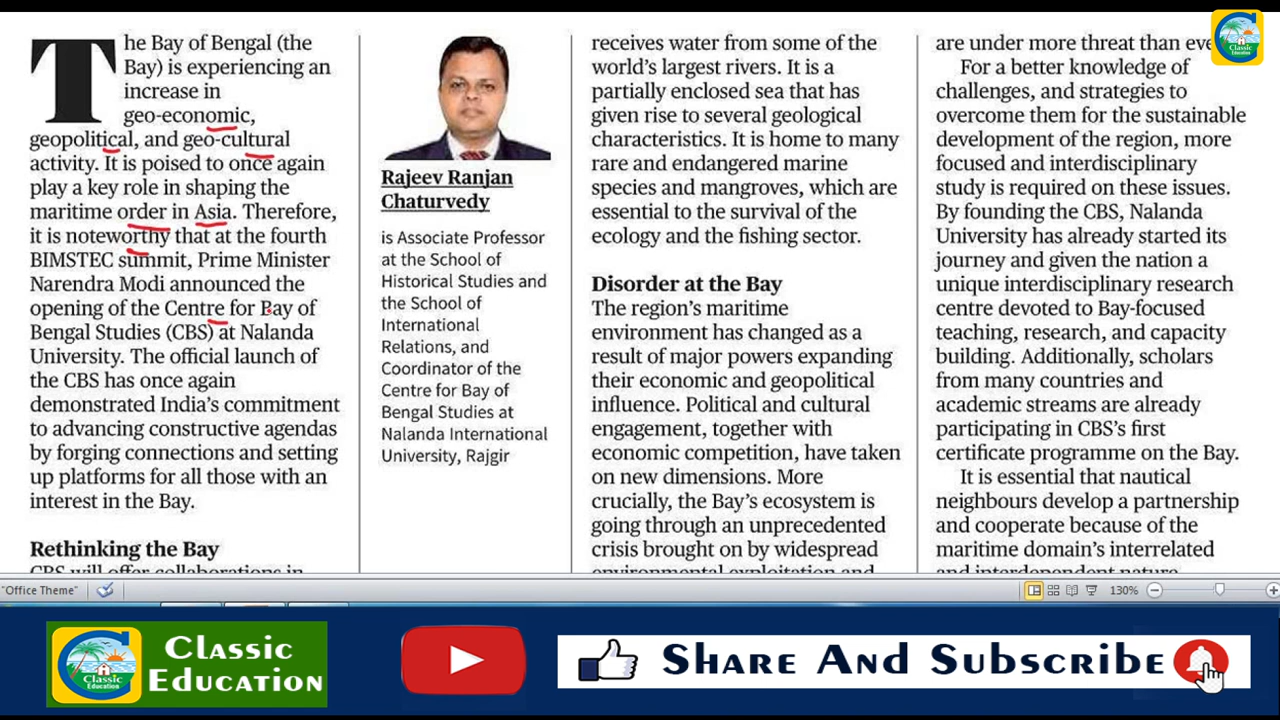 The Bay of Bengal (the
Bay) is experiencing an
increase in
geo-economic,
geopolitical, and geo-cultural
activity. It is poised to once again
play a key role in shaping the
maritime order in Asia. Therefore,
it is noteworthy that at the fourth
BIMSTEC summit, Prime Minister
Narendra Modi announced the
opening of the Centre for Bay of
Bengal Studies (CBS) at Nalanda
University. The official launch of
the CBS has once again
demonstrated India's commitment
to advancing constructive agendas
by forging connections and setting
up platforms for all those with an
interest in the Bay.
Rethinking the Bay
CBS will offer collaborations in
Rajeev Ranjan
Chaturvedy
is Associate Professor
at the School of
Historical Studies and
the School of
International
Relations, and
Coordinator of the
Centre for Bay of
Bengal Studies at
Nalanda International
University, Rajgir
receives water from some of the
world's largest rivers. It is a
partially enclosed sea that has
given rise to several geological
characteristics. It is home to many
rare and endangered marine
species and mangroves, which are
essential to the survival of the
ecology and the fishing sector.
Disorder at the Bay
The region's maritime
environment has changed as a
result of major powers expanding
their economic and geopolitical
influence. Political and cultural
engagement, together with
economic competition, have taken
on new dimensions. More
crucially, the Bay's ecosystem is
going through an unprecedented
crisis brought on by widespread
environmental exploitation and
are under more threat than
For a better knowledge of
challenges, and strategies to
overcome them for the sustainable
development of the region, more
focused and interdisciplinary
study is required on these issues.
By founding the CBS, Nalanda
University has already started its
journey and given the nation a
unique interdisciplinary research
centre devoted to Bay-focused
teaching, research, and capacity
building. Additionally, scholars
from many countries and
academic streams are already
participating in CBS's first
certificate programme on the Bay.
It is essential that nautical
neighbours develop a partnership
and cooperate because of the
maritime domain's interrelated
and interdependent nature
Classic
Education
"Office Theme"
130%
Classic
Education
Classic
Education
Share And Subscribe